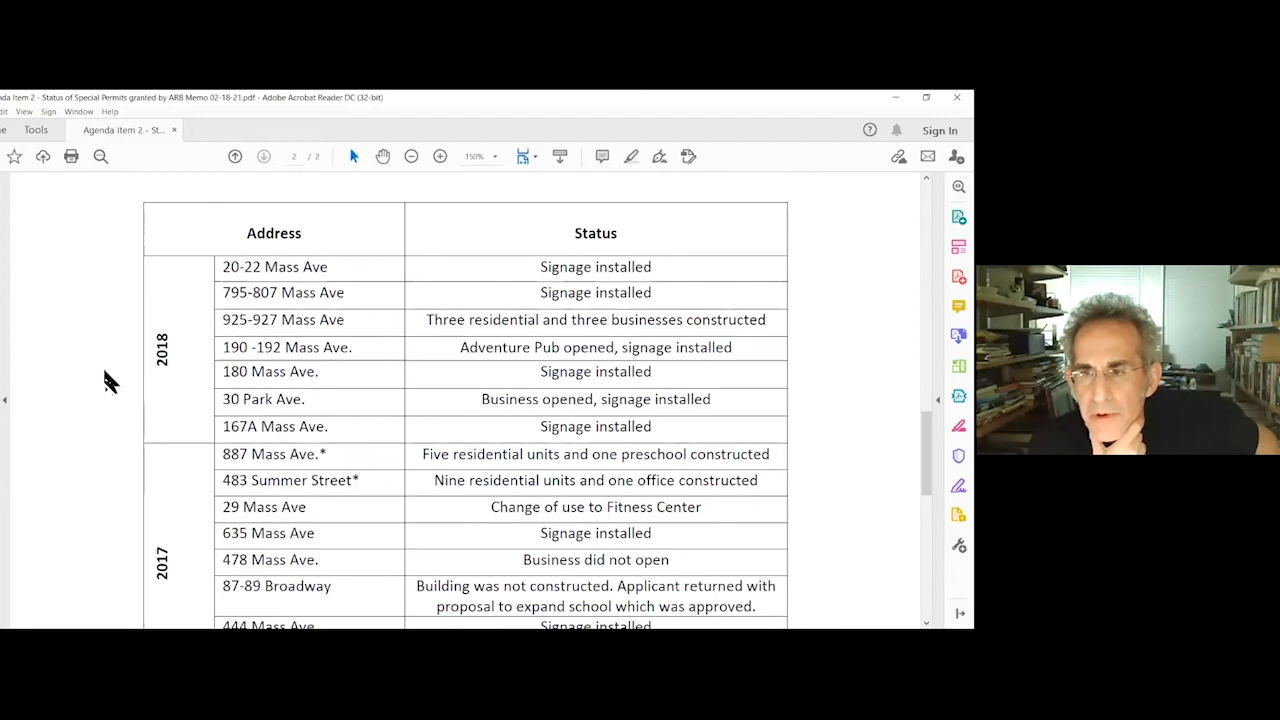 nda Item 2 - Status of Special Permits granted by ARB Memo 02-18-21.pdf - Adobe Acrobat Reader DC (32-bit)
dit View Sign Window Help
e Tools Agenda Item 2 - St... × Sign In
2 / 2 150%
Address Status
2018
20-22 Mass Ave Signage installed
795-807 Mass Ave Signage installed
925-927 Mass Ave Three residential and three businesses constructed
190 -192 Mass Ave. Adventure Pub opened, signage installed
180 Mass Ave. Signage installed
30 Park Ave. Business opened, signage installed
167A Mass Ave. Signage installed
2017
887 Mass Ave.* Five residential units and one preschool constructed
483 Summer Street* Nine residential units and one office constructed
29 Mass Ave Change of use to Fitness Center
635 Mass Ave Signage installed
478 Mass Ave. Business did not open
87-89 Broadway Building was not constructed. Applicant returned with
proposal to expand school which was approved.
444 Mass Ave Signage installed